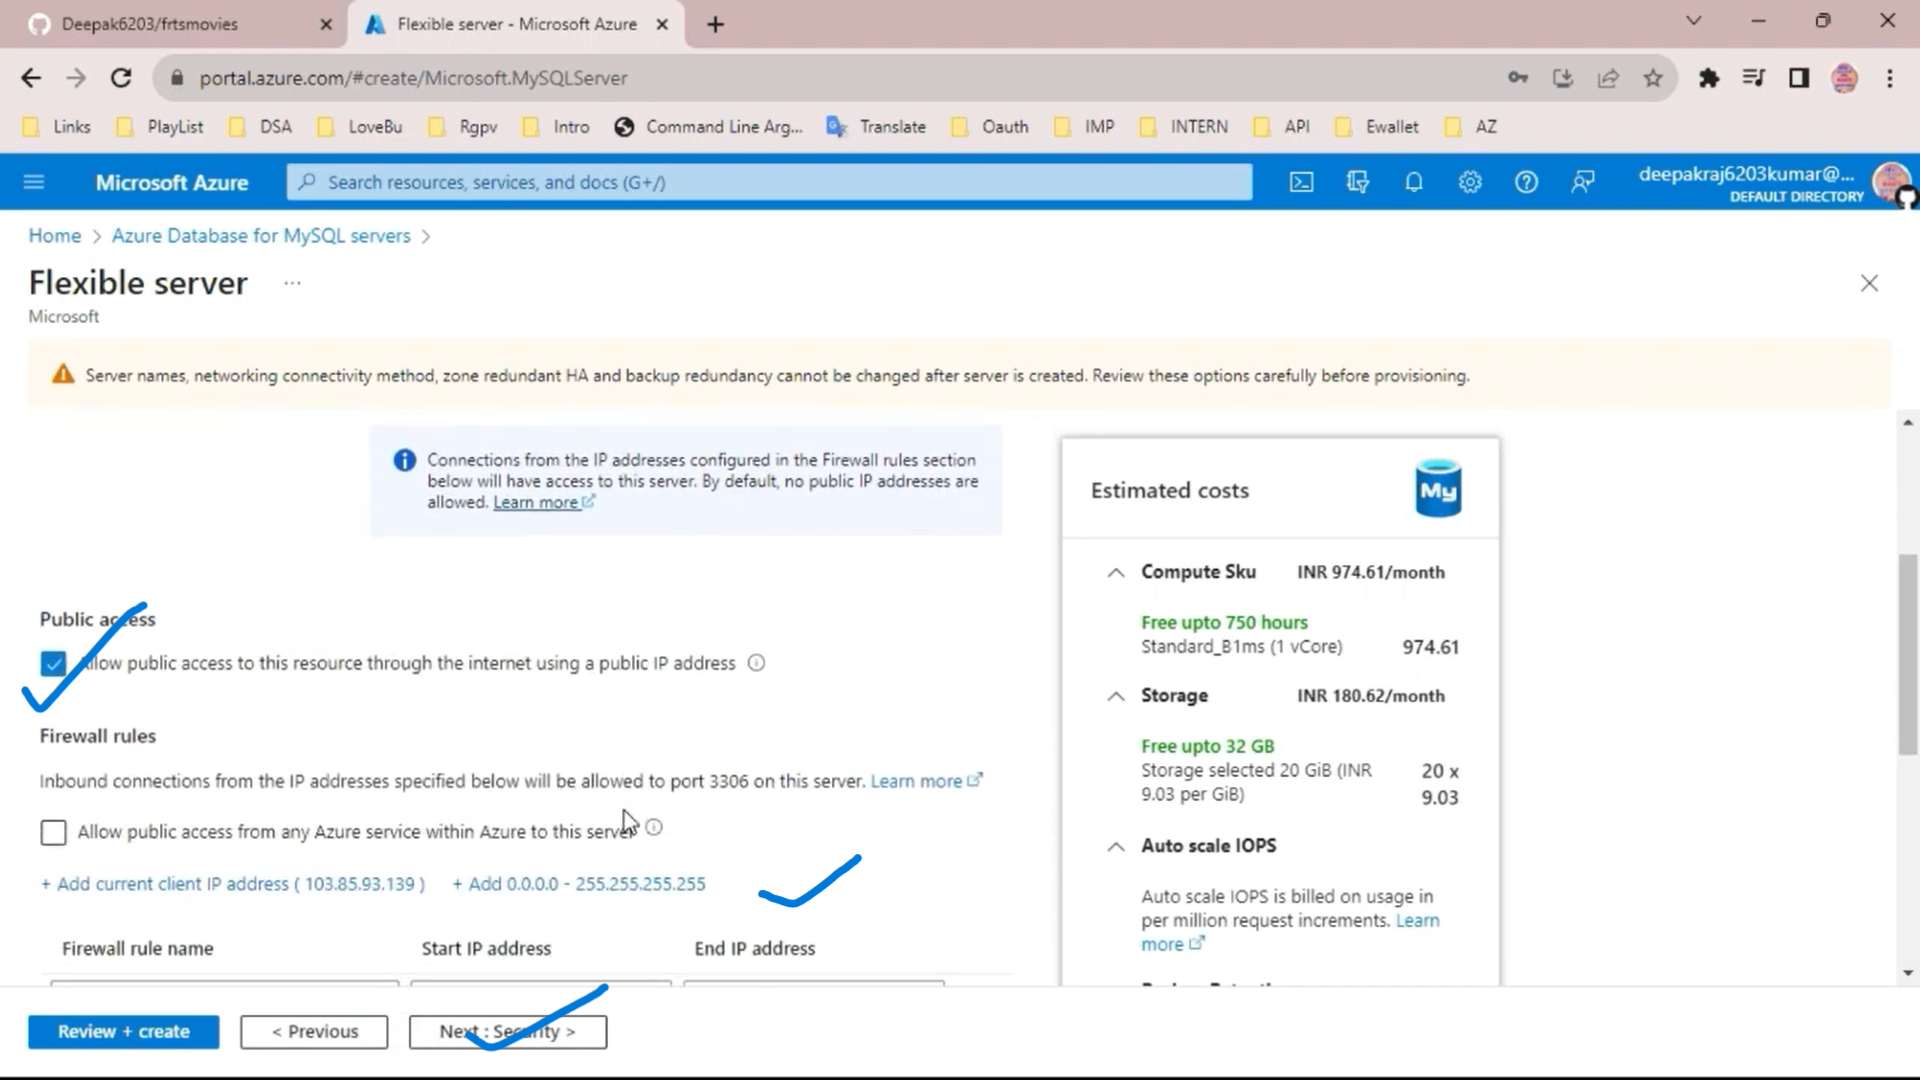 Deepak6203/frtsmovies
Flexible server - Microsoft Azure
portal.azure.com/#create/Microsoft.MySQLServer
Links
PlayList
DSA
LoveBu
Rgpv
Intro
Command Line Arg...
Translate
Oauth
IMP
INTERN
API
Ewallet
AZ
Microsoft Azure
Search resources, services, and docs (G+/)
deepakraj6203kumar@...
DEFAULT DIRECTORY
Home > Azure Database for MySQL servers >
Flexible server ...
Microsoft
Server names, networking connectivity method, zone redundant HA and backup redundancy cannot be changed after server is created. Review these options carefully before provisioning.
Connections from the IP addresses configured in the Firewall rules section
below will have access to this server. By default, no public IP addresses are
allowed. Learn more
Public access
Allow public access to this resource through the internet using a public IP address
Firewall rules
Inbound connections from the IP addresses specified below will be allowed to port 3306 on this server. Learn more
Allow public access from any Azure service within Azure to this server
+ Add current client IP address ( 103.85.93.139 )
+ Add 0.0.0.0 - 255.255.255.255
Firewall rule name
Start IP address
End IP address
Estimated costs
My
Compute Sku
INR 974.61/month
Free upto 750 hours
Standard_B1ms (1 vCore)
974.61
Storage
INR 180.62/month
Free upto 32 GB
Storage selected 20 GiB (INR
9.03 per GiB)
20 x
9.03
Auto scale IOPS
Auto scale IOPS is billed on usage in
per million request increments. Learn
more
Review + create
< Previous
Next : Security >